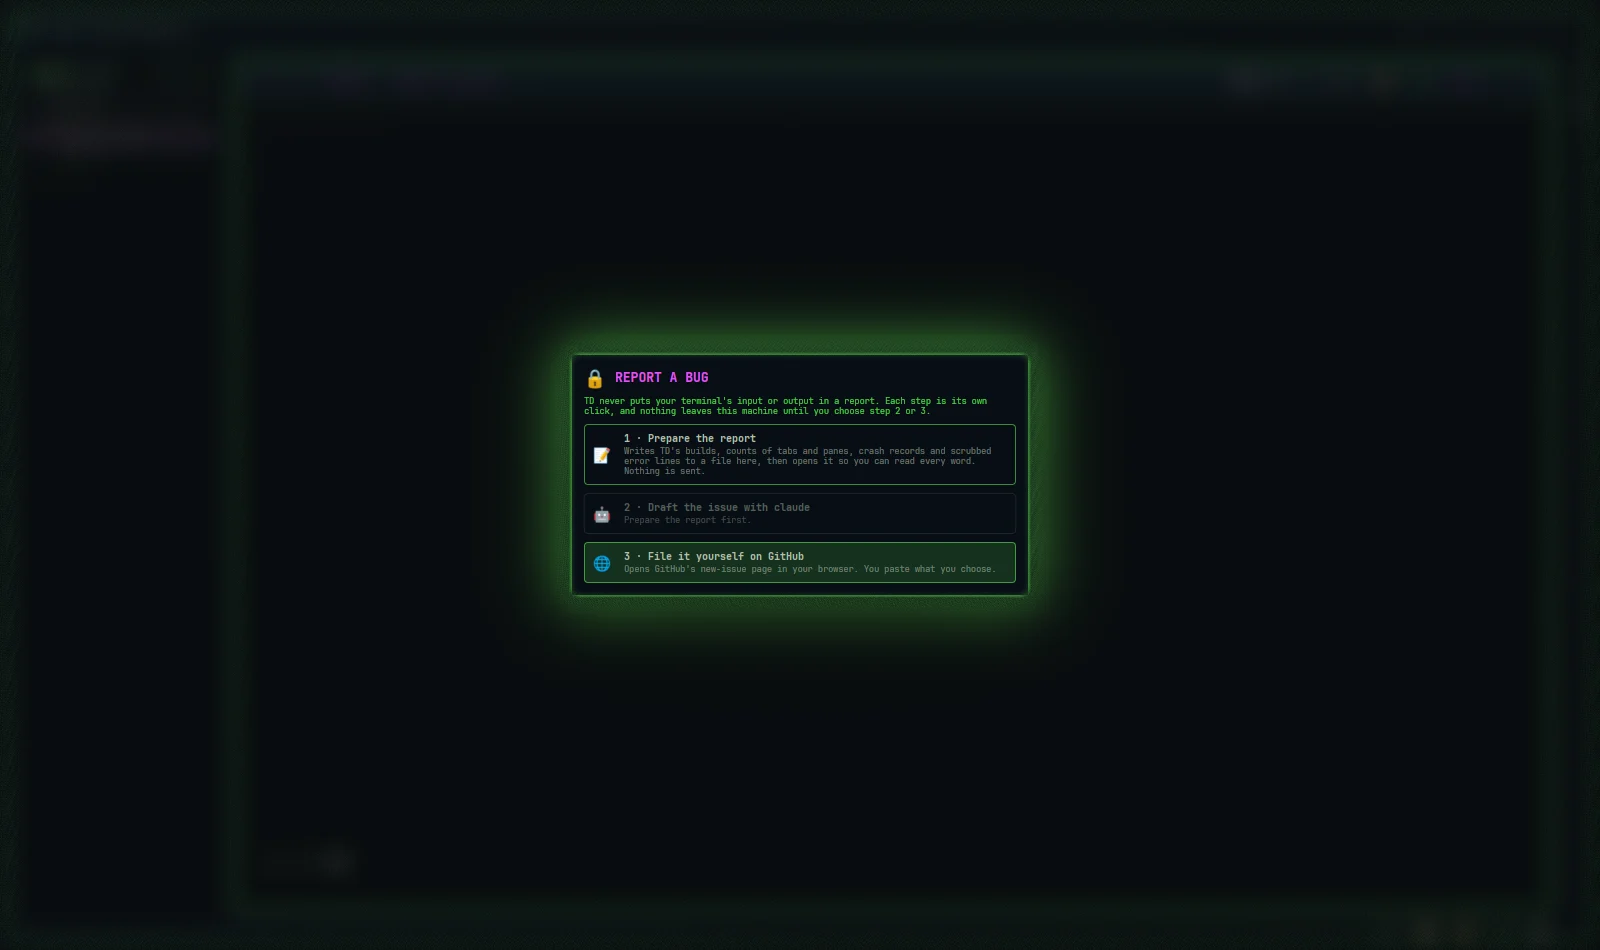 REPORT A BUG
TD never puts your terminal's input or output in a report. Each step is its own
click, and nothing leaves this machine until you choose step 2 or 3.
1 · Prepare the report
Writes TD's builds, counts of tabs and panes, crash records and scrubbed
error lines to a file here, then opens it so you can read every word.
Nothing is sent.
2 · Draft the issue with claude
Prepare the report first.
3 · File it yourself on GitHub
Opens GitHub's new-issue page in your browser. You paste what you choose.